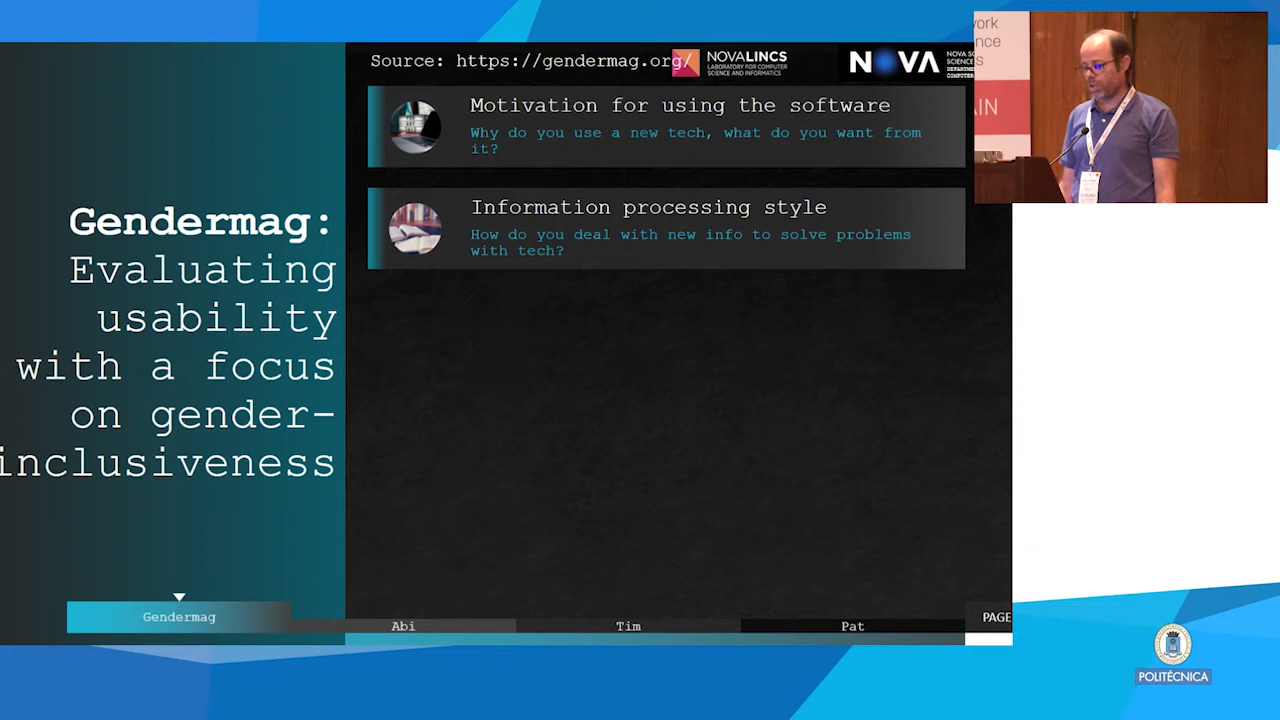 Source: https://gendermag.org/
NOVALINCS
LABORATORY FOR COMPUTER
SCIENCE AND INFORMATICS
NOVA
Motivation for using the software
Why do you use a new tech, what do you want from
it?
Information processing style
How do you deal with new info to solve problems
with tech?
Gendermag:
Evaluating
usability
with a focus
on gender-
inclusiveness
Gendermag
Abi
Tim
Pat
PAGE
POLITÉCNICA